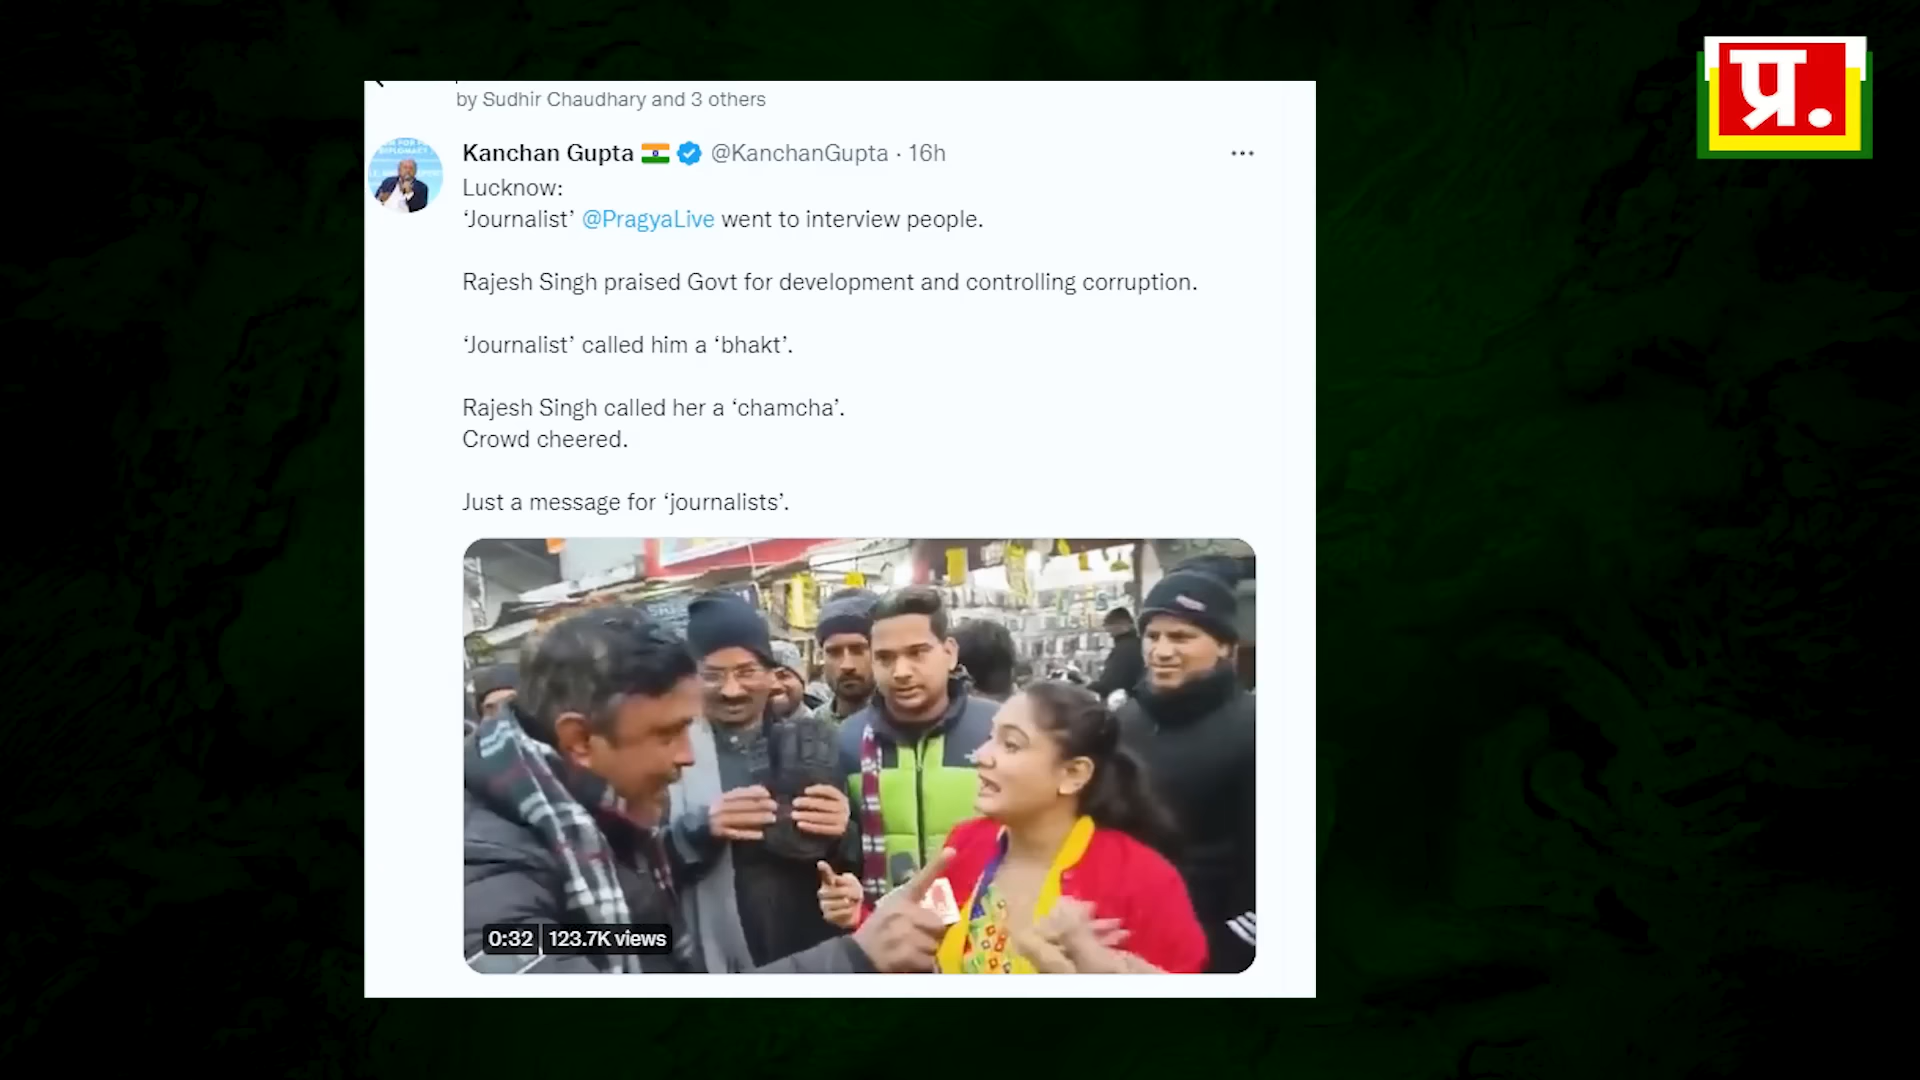 by Sudhir Chaudhary and 3 others
Kanchan Gupta @KanchanGupta · 16h
Lucknow:
‘Journalist’ @PragyaLive went to interview people.
Rajesh Singh praised Govt for development and controlling corruption.
‘Journalist’ called him a ‘bhakt’.
Rajesh Singh called her a ‘chamcha’.
Crowd cheered.
Just a message for ‘journalists’.
0:32 123.7K views
प्र.